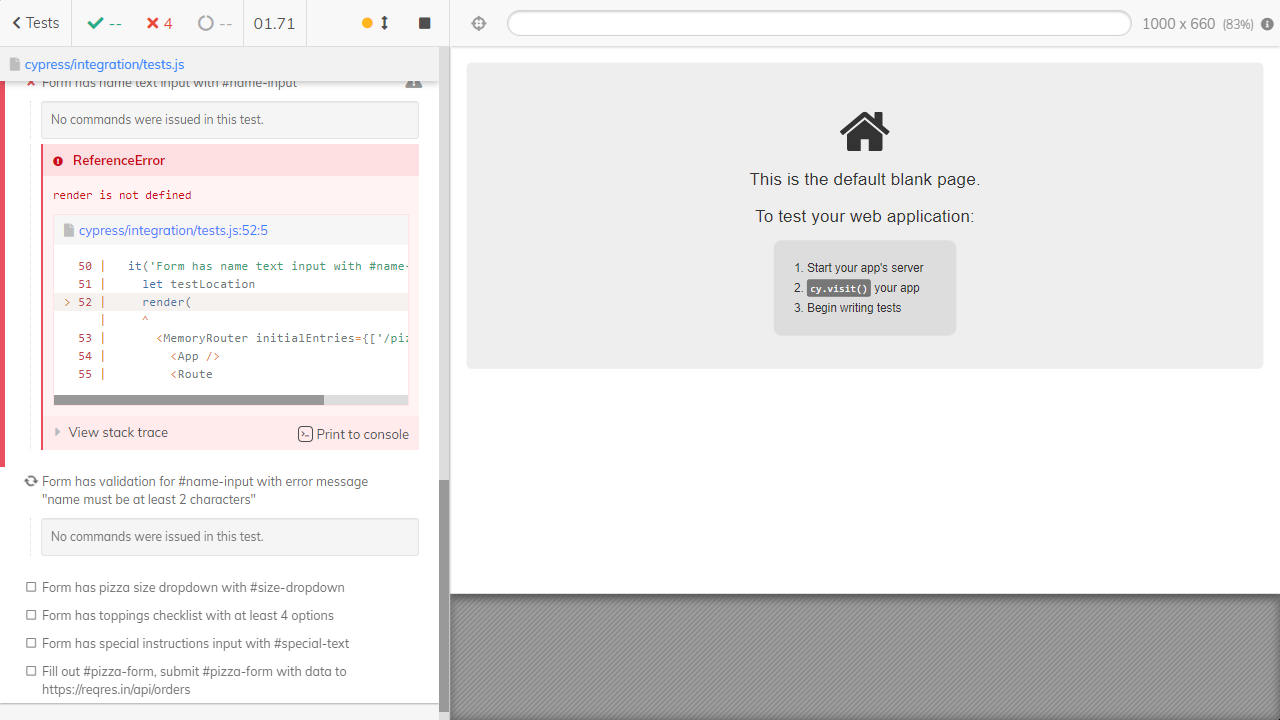 Tests
--
4
--
01.71
1000 x 660 (83%)
cypress/integration/tests.js
Form has name text input with #name-input
No commands were issued in this test.
ReferenceError
render is not defined
cypress/integration/tests.js:52:5
50 | it('Form has name text input with #name-
51 | let testLocation
> 52 | render(
| ^
53 | <MemoryRouter initialEntries={['/piz
54 | <App />
55 | <Route
View stack trace
Print to console
Form has validation for #name-input with error message
"name must be at least 2 characters"
No commands were issued in this test.
Form has pizza size dropdown with #size-dropdown
Form has toppings checklist with at least 4 options
Form has special instructions input with #special-text
Fill out #pizza-form, submit #pizza-form with data to
https://reqres.in/api/orders
This is the default blank page.
To test your web application:
1. Start your app's server
2. cy.visit() your app
3. Begin writing tests